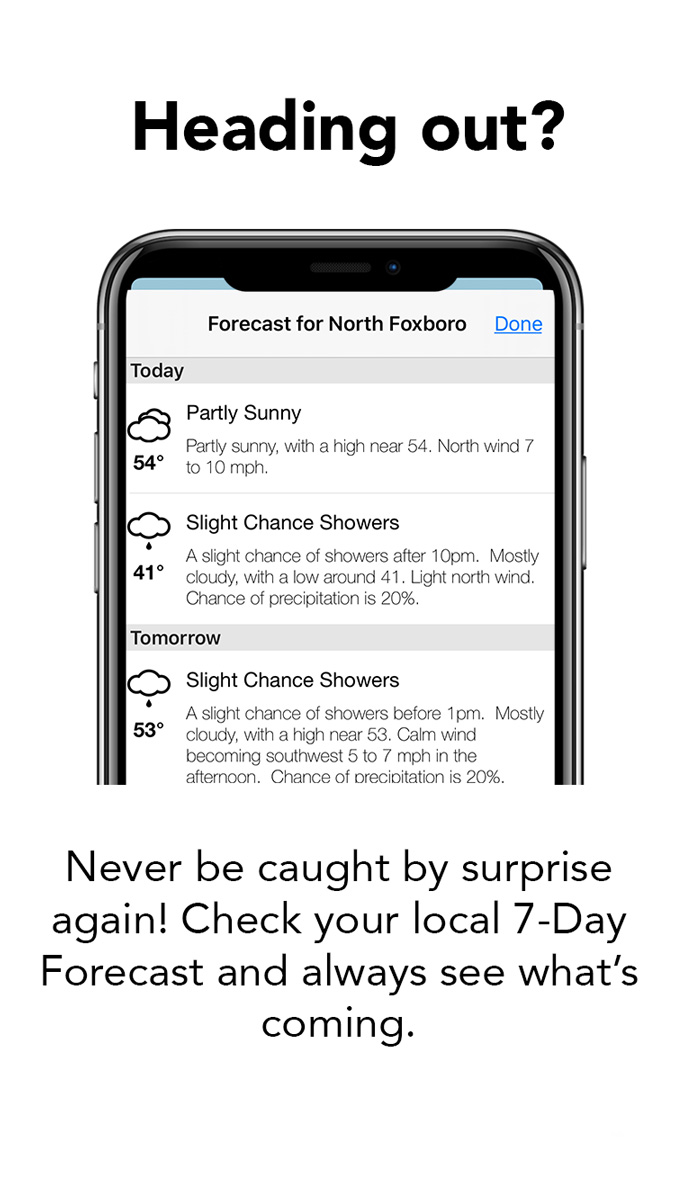 Heading out?
Forecast for North Foxboro Done
Today
Partly Sunny
Partly sunny, with a high near 54. North wind 7
to 10 mph.
54°
Slight Chance Showers
A slight chance of showers after 10pm.  Mostly
cloudy, with a low around 41. Light north wind.
Chance of precipitation is 20%.
41°
Tomorrow
Slight Chance Showers
A slight chance of showers before 1pm.  Mostly
cloudy, with a high near 53. Calm wind
becoming southwest 5 to 7 mph in the
afternoon.  Chance of precipitation is 20%.
53°
Never be caught by surprise
again! Check your local 7-Day
Forecast and always see what’s
coming.